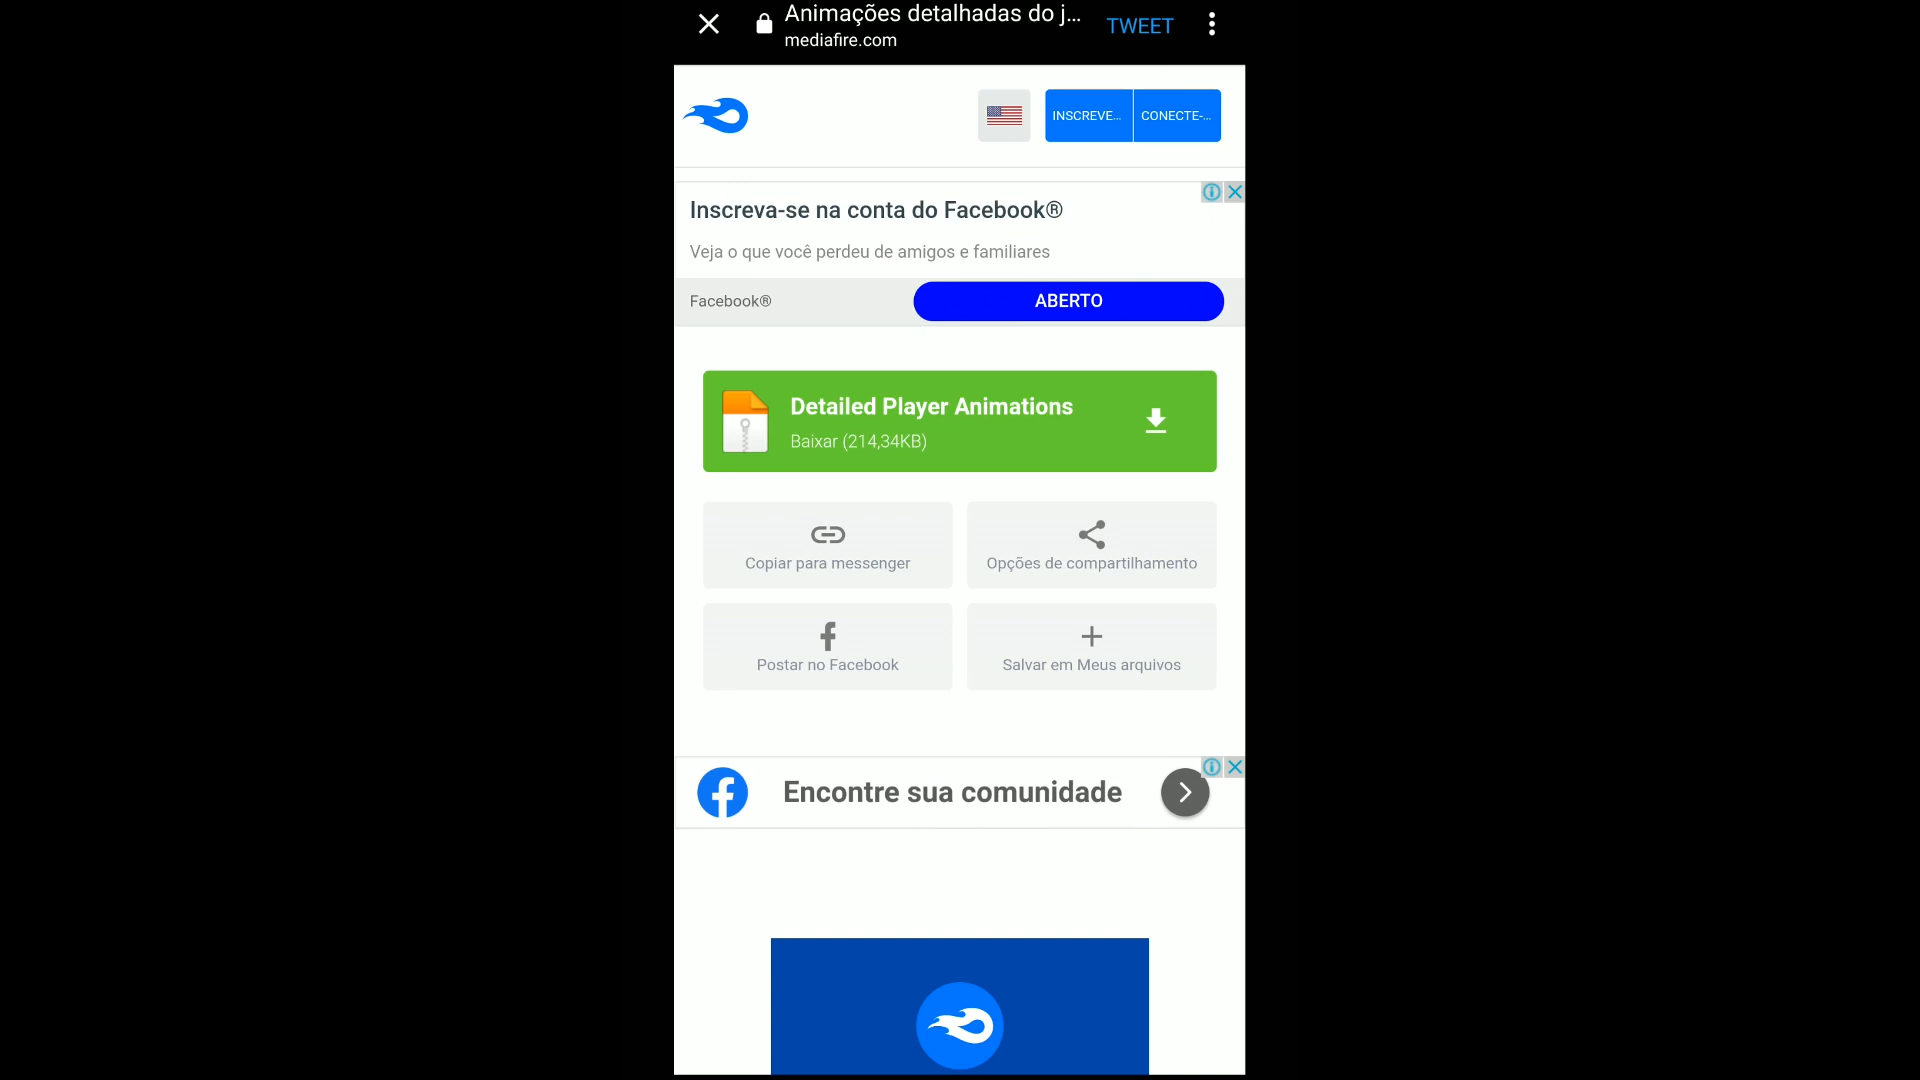 Animações detalhadas do j...
mediafire.com
TWEET
INSCREVE...
CONECTE-...
Inscreva-se na conta do Facebook®
Veja o que você perdeu de amigos e familiares
Facebook®
ABERTO
Detailed Player Animations
Baixar (214,34KB)
Copiar para messenger
Opções de compartilhamento
Postar no Facebook
Salvar em Meus arquivos
Encontre sua comunidade